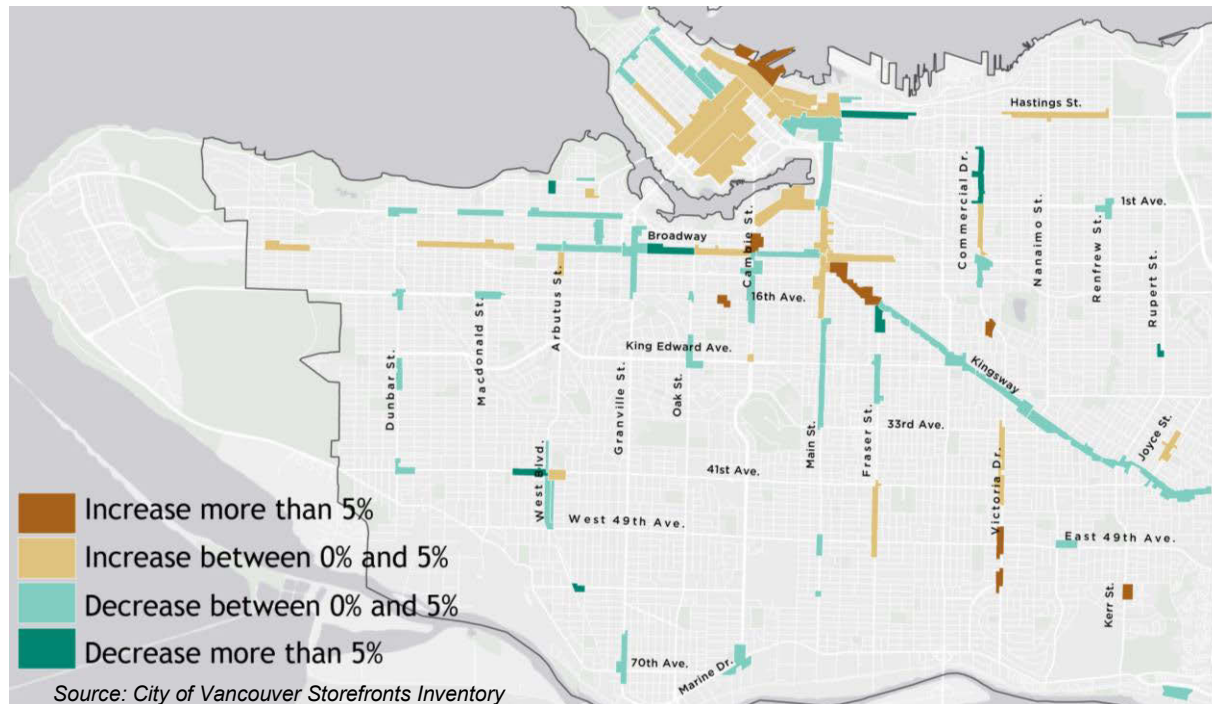 Hastings St.
Commercial Dr.
1st Ave.
Nanaimo St.
Renfrew St.
Rupert St.
Broadway
Cambie St.
Arbutus St.
Macdonald St.
16th Ave.
King Edward Ave.
Dunbar St.
Granville St.
Oak St.
Kingsway
Main St.
Fraser St.
33rd Ave.
Joyce St.
West Blvd.
41st Ave.
Victoria Dr.
West 49th Ave.
East 49th Ave.
Kerr St.
70th Ave.
Marine Dr.
Increase more than 5%
Increase between 0% and 5%
Decrease between 0% and 5%
Decrease more than 5%
Source: City of Vancouver Storefronts Inventory